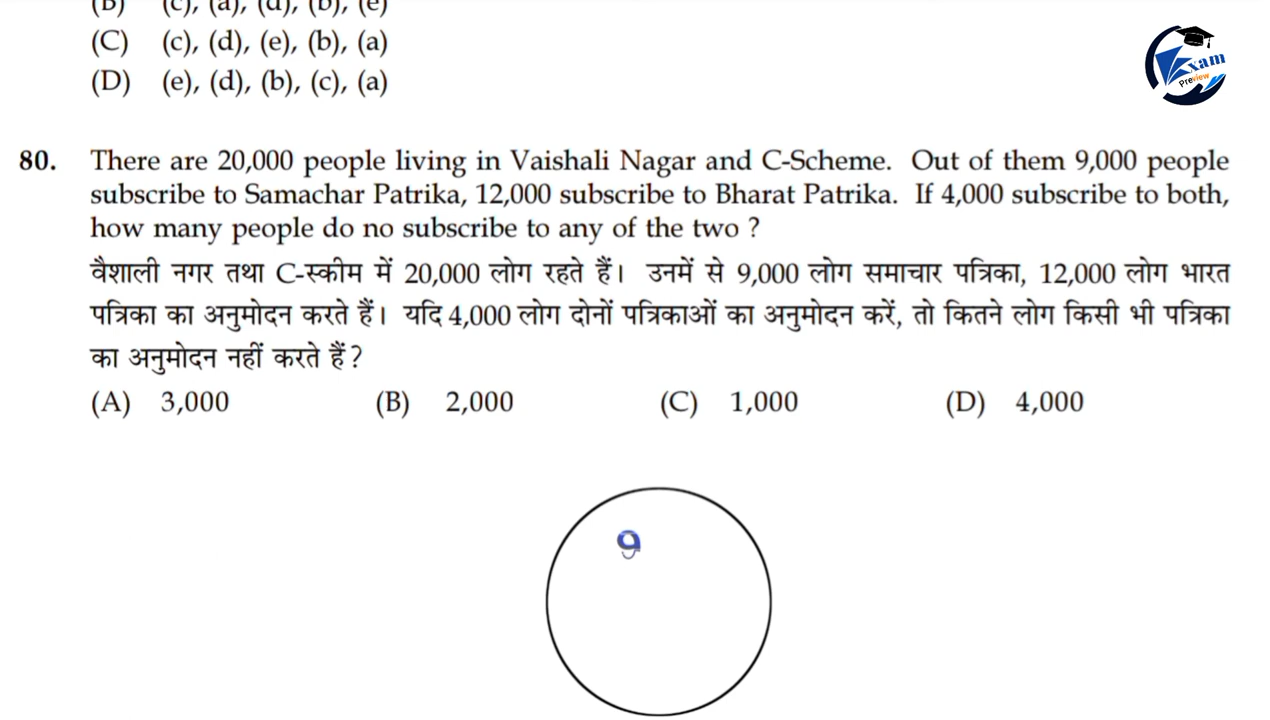 (B) (c), (a), (d), (b), (e)
(C) (c), (d), (e), (b), (a)
(D) (e), (d), (b), (c), (a)
Exam
Preview
80. There are 20,000 people living in Vaishali Nagar and C-Scheme. Out of them 9,000 people
subscribe to Samachar Patrika, 12,000 subscribe to Bharat Patrika. If 4,000 subscribe to both,
how many people do no subscribe to any of the two ?
वैशाली नगर तथा C-स्कीम में 20,000 लोग रहते हैं। उनमें से 9,000 लोग समाचार पत्रिका, 12,000 लोग भारत
पत्रिका का अनुमोदन करते हैं। यदि 4,000 लोग दोनों पत्रिकाओं का अनुमोदन करें, तो कितने लोग किसी भी पत्रिका
का अनुमोदन नहीं करते हैं?
(A) 3,000 (B) 2,000 (C) 1,000 (D) 4,000
9